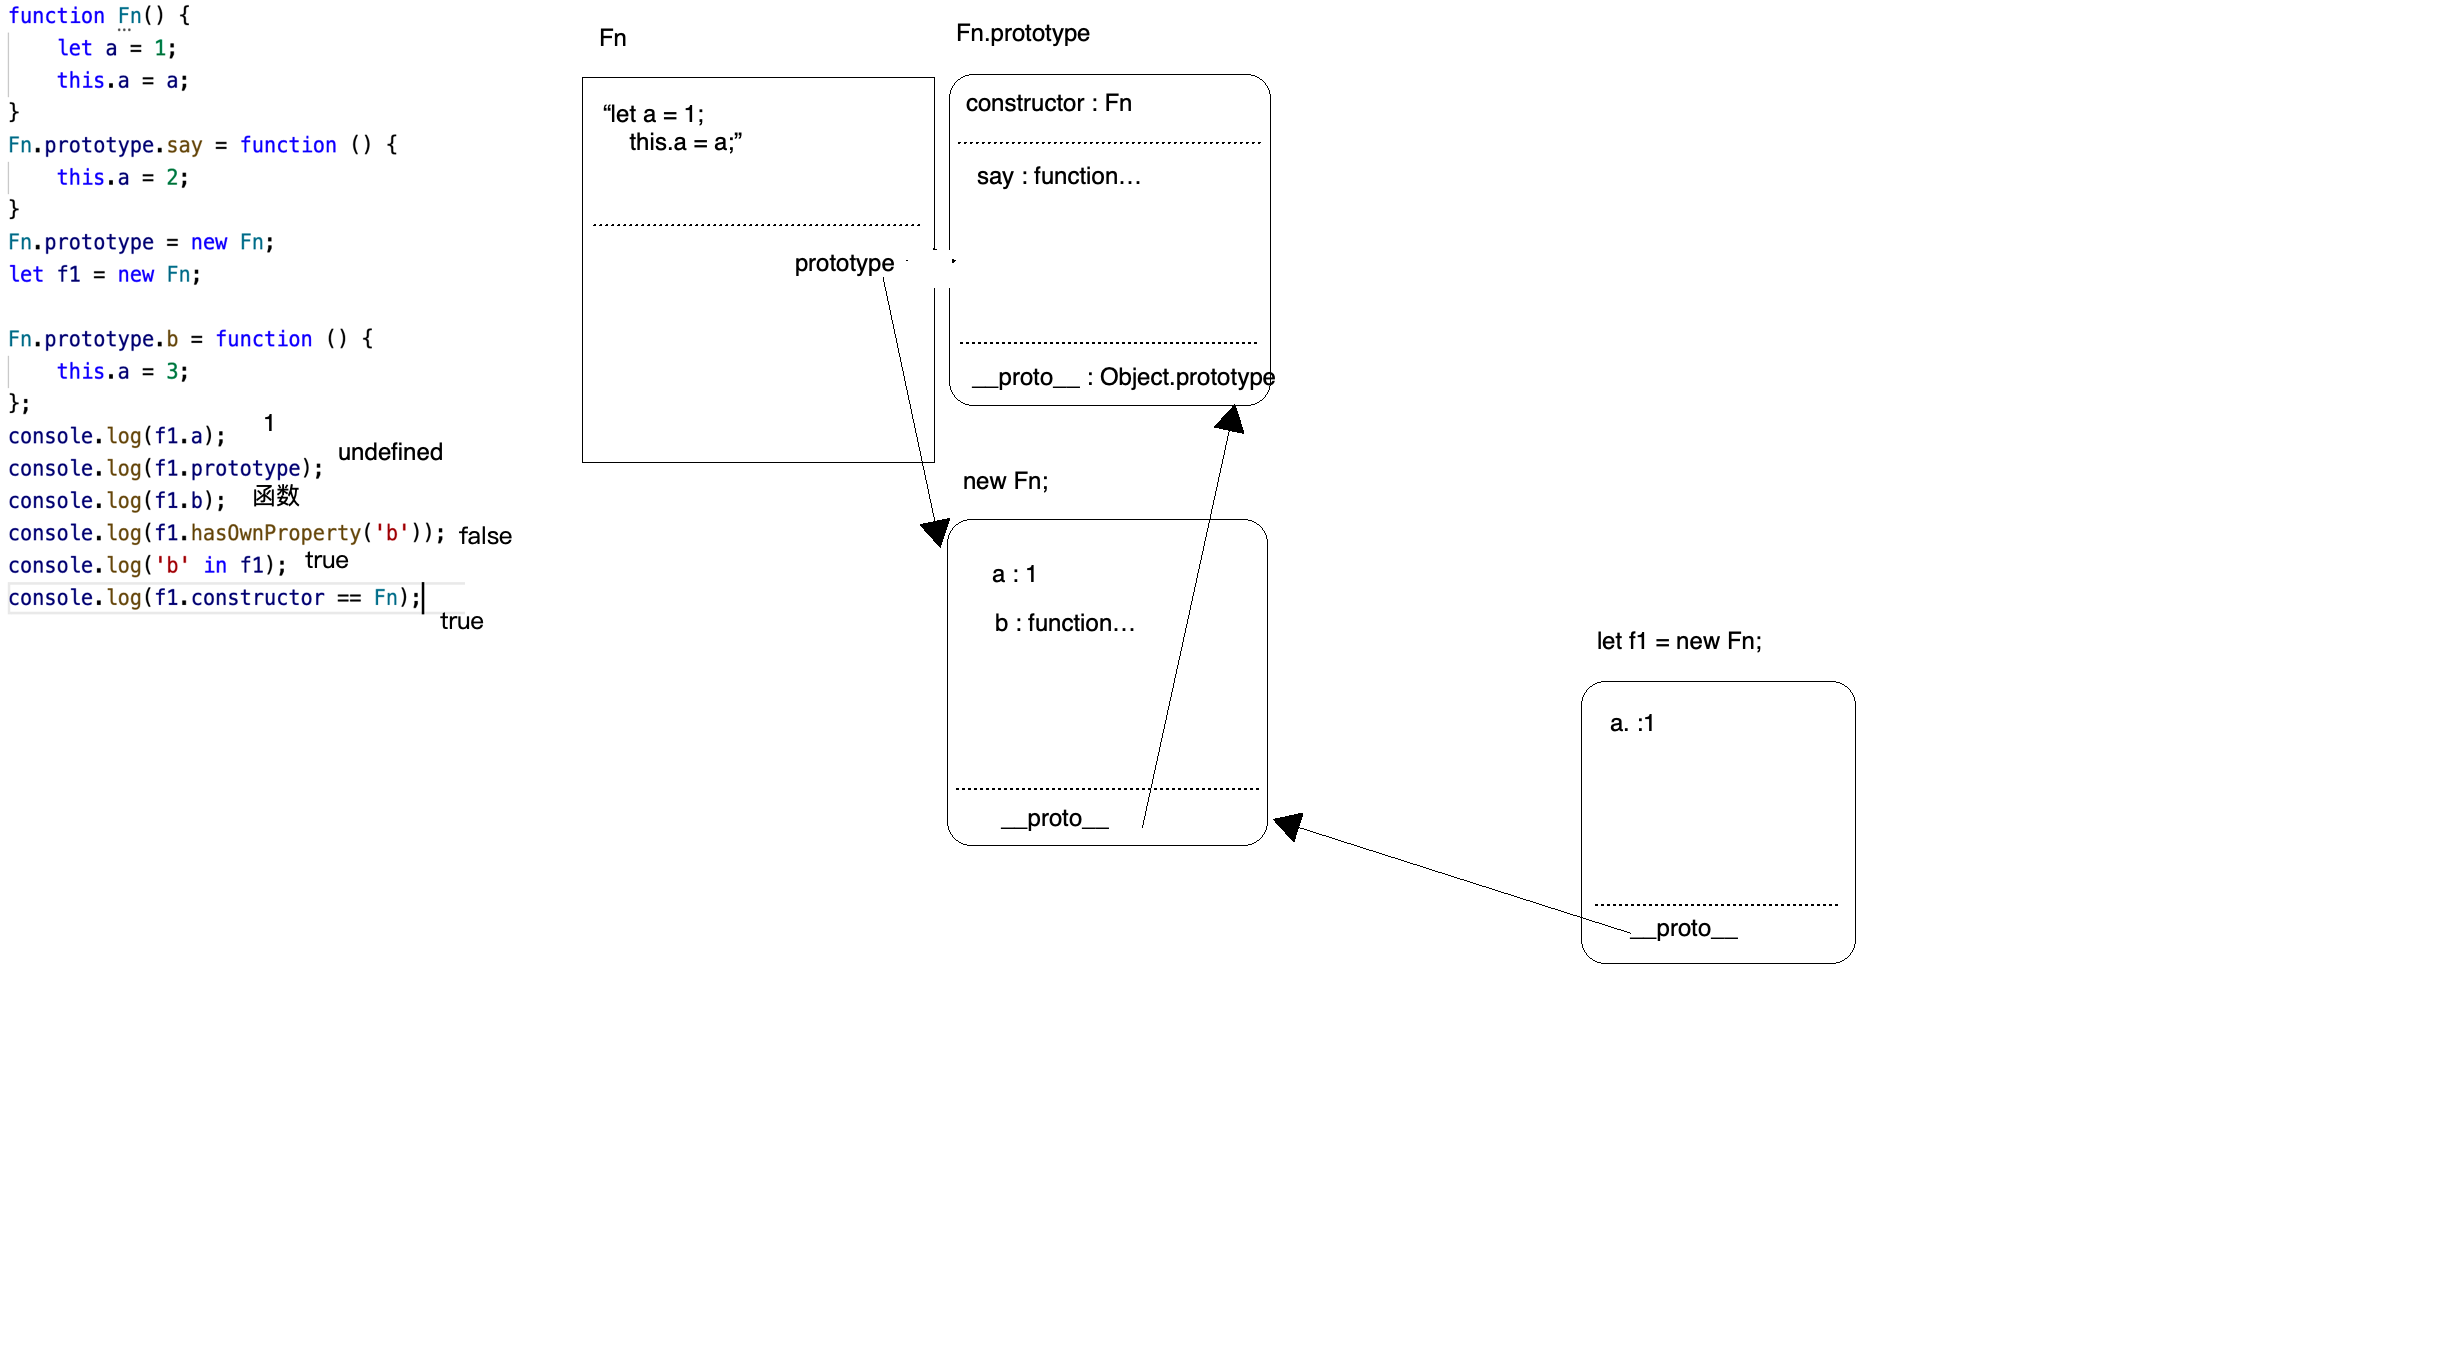 function Fn() {
    let a = 1;
    this.a = a;
}
Fn.prototype.say = function () {
    this.a = 2;
}
Fn.prototype = new Fn;
let f1 = new Fn;
Fn.prototype.b = function () {
    this.a = 3;
};
console.log(f1.a); 1
console.log(f1.prototype); undefined
console.log(f1.b); 函数
console.log(f1.hasOwnProperty('b')); false
console.log('b' in f1); true
console.log(f1.constructor == Fn);
true
Fn
“let a = 1;
this.a = a;”
prototype
Fn.prototype
constructor : Fn
say : function…
__proto__ : Object.prototype
new Fn;
a : 1
b : function…
__proto__
let f1 = new Fn;
a. :1
__proto__